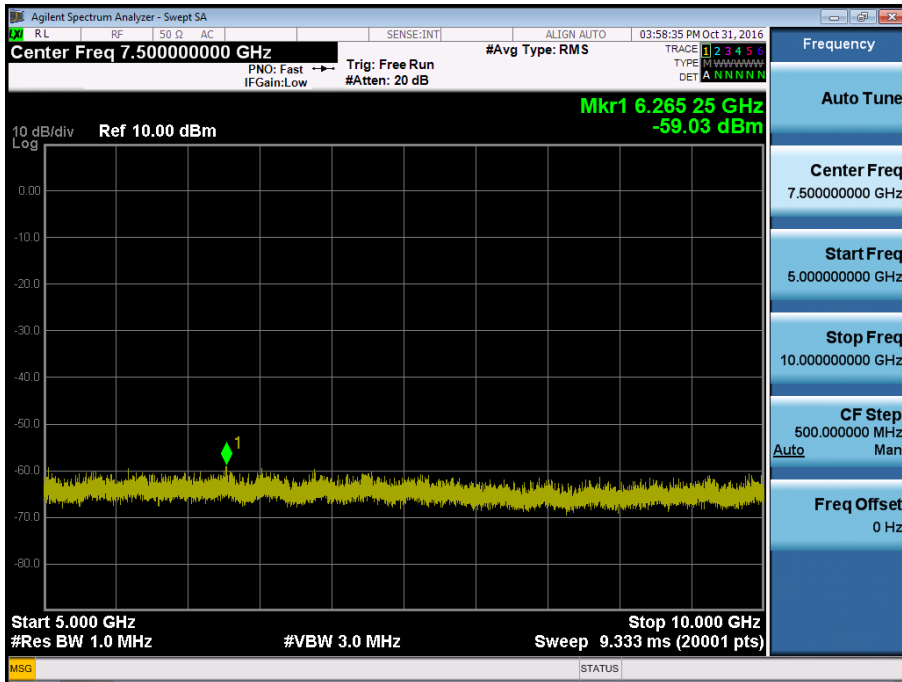 Agilent Spectrum Analyzer - Swept SA
LXI RL RF 50 Ω AC SENSE:INT ALIGN AUTO 03:58:35 PM Oct 31, 2016
Center Freq 7.500000000 GHz #Avg Type: RMS TRACE 1 2 3 4 5 6
PNO: Fast Trig: Free Run TYPE M WWWWW
IFGain:Low #Atten: 20 dB DET A N N N N N
Mkr1 6.265 25 GHz
10 dB/div Ref 10.00 dBm -59.03 dBm
Log
0.00
-10.0
-20.0
-30.0
-40.0
-50.0
1
-60.0
-70.0
-80.0
Start 5.000 GHz Stop 10.000 GHz
#Res BW 1.0 MHz #VBW 3.0 MHz Sweep 9.333 ms (20001 pts)
MSG STATUS
Frequency
Auto Tune
Center Freq
7.500000000 GHz
Start Freq
5.000000000 GHz
Stop Freq
10.000000000 GHz
CF Step
500.000000 MHz
Auto Man
Freq Offset
0 Hz